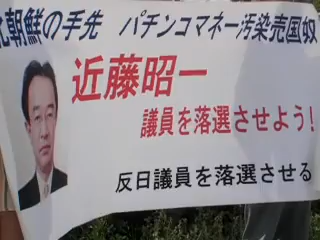 北朝鮮の手先 パチンコマネー汚染売国奴
近藤昭一
議員を落選させよう!
反日議員を落選させる